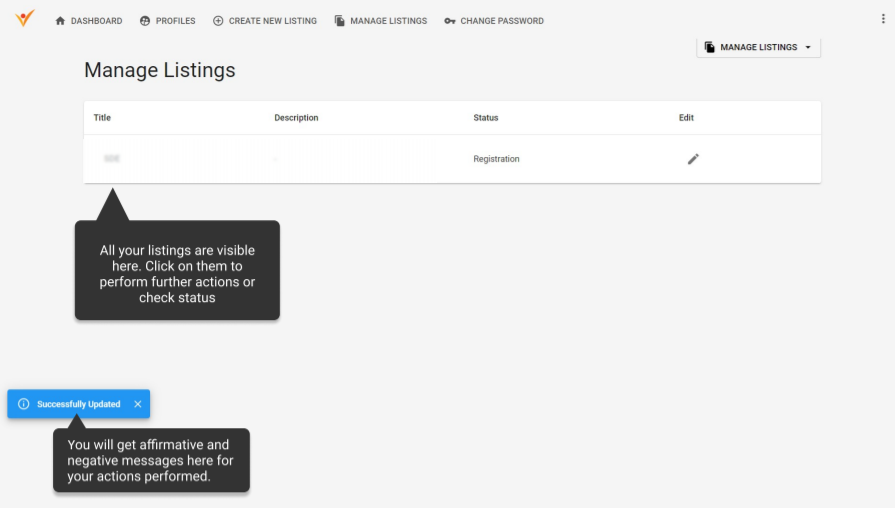 DASHBOARD PROFILES CREATE NEW LISTING MANAGE LISTINGS CHANGE PASSWORD
MANAGE LISTINGS
Manage Listings
Title Description Status Edit
Registration
All your listings are visible
here. Click on them to
perform further actions or
check status
Successfully Updated
You will get affirmative and
negative messages here for
your actions performed.